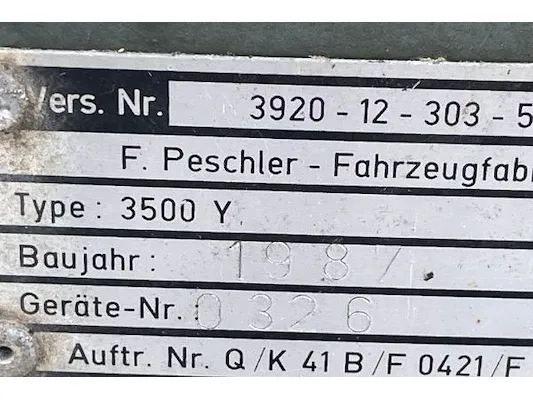 Vers. Nr. 3920-12-303-5
F. Peschler - Fahrzeugfab
Type: 3500 Y
Baujahr: 1987
Geräte-Nr. 0326
Auftr. Nr. Q/K 41 B/F 0421/F